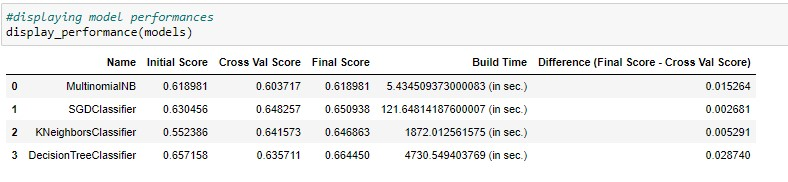 #displaying model performances
display_performance(models)
Name Initial Score Cross Val Score Final Score Build Time Difference (Final Score - Cross Val Score)
0 MultinomialNB 0.618981 0.603717 0.618981 5.434509373000083 (in sec.) 0.015264
1 SGDClassifier 0.630456 0.648257 0.650938 121.64814187600007 (in sec.) 0.002681
2 KNeighborsClassifier 0.552386 0.641573 0.646863 1872.012561575 (in sec.) 0.005291
3 DecisionTreeClassifier 0.657158 0.635711 0.664450 4730.549403769 (in sec.) 0.028740